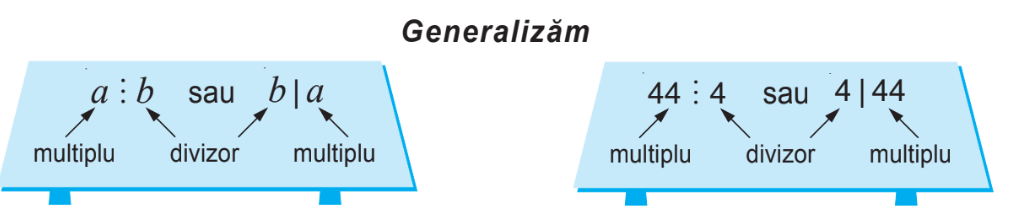 Generalizăm
a ⋮ b sau b | a
multiplu divizor multiplu
44 ⋮ 4 sau 4 | 44
multiplu divizor multiplu